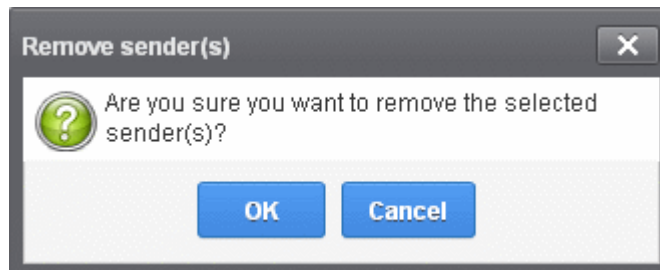 Remove sender(s)
Are you sure you want to remove the selected
sender(s)?
OK
Cancel